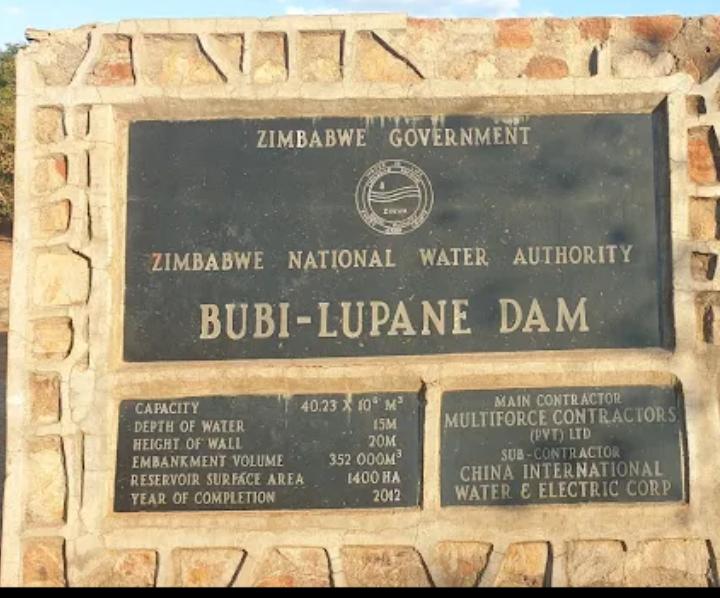 ZIMBABWE GOVERNMENT
ZINWA
ZIMBABWE NATIONAL WATER AUTHORITY
BUBI-LUPANE DAM
CAPACITY 40.23 X 10⁶ M³
DEPTH OF WATER 15M
HEIGHT OF WALL 20M
EMBANKMENT VOLUME 352 000M³
RESERVOIR SURFACE AREA 1400 HA
YEAR OF COMPLETION 2012
MAIN CONTRACTOR
MULTIFORCE CONTRACTORS
(PVT) LTD
SUB-CONTRACTOR
CHINA INTERNATIONAL
WATER & ELECTRIC CORP